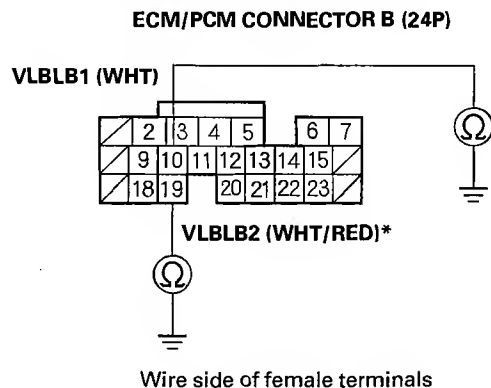 ECM/PCM CONNECTOR B (24P)
VLBLB1 (WHT)
2 3 4 5 6 7
Ω
9 10 11 12 13 14 15
18 19 20 21 22 23
VLBLB2 (WHT/RED)*
Ω
Wire side of female terminals